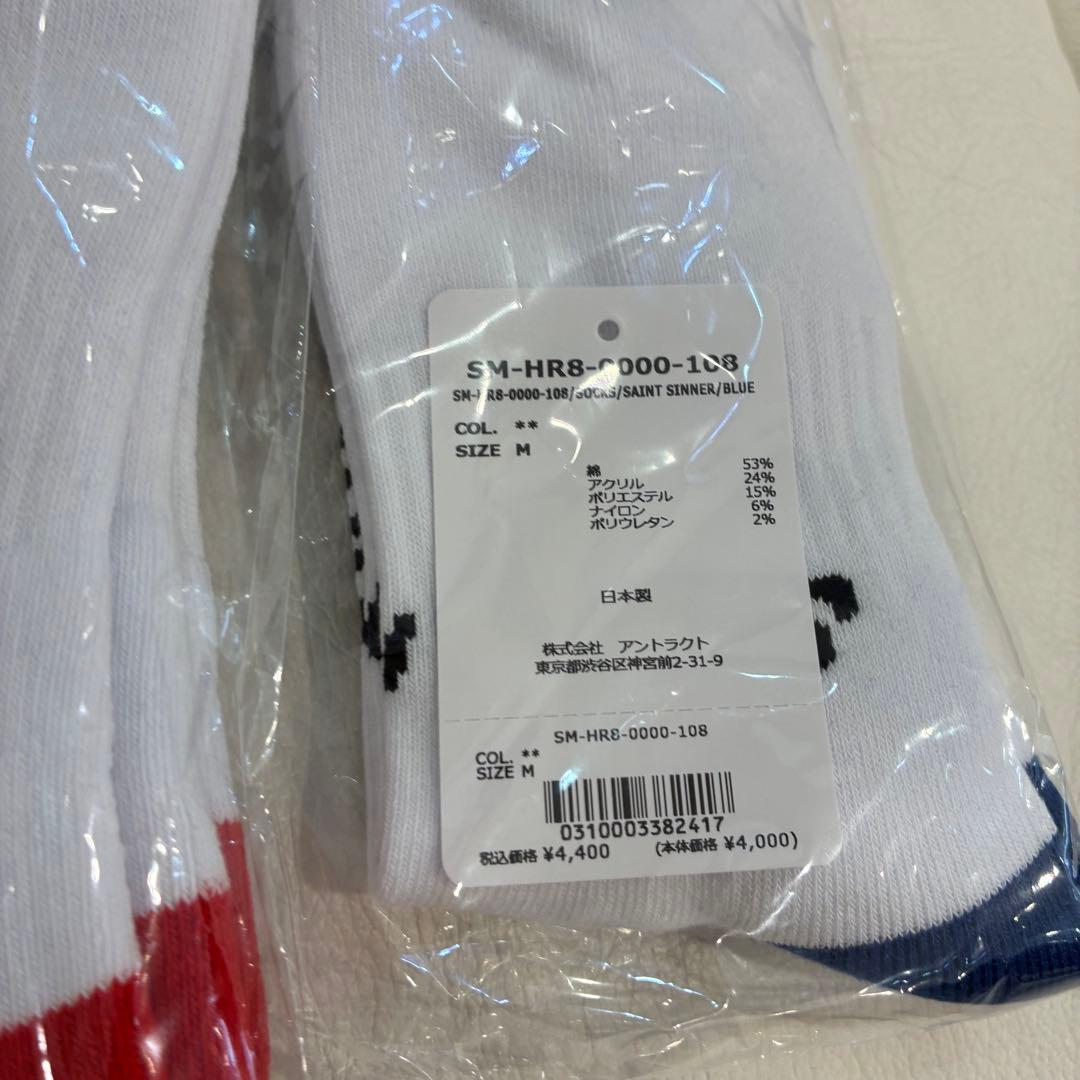 SM-HR8-0000-108
SM-HR8-0000-108/SOCKS/SAINT SINNER/BLUE
COL. **
SIZE M
綿 53%
アクリル 24%
ポリエステル 15%
ナイロン 6%
ポリウレタン 2%
日本製
株式会社 アントラクト
東京都渋谷区神宮前2-31-9
SM-HR8-0000-108
COL. **
SIZE M
0310003382417
税込価格 ¥4,400 (本体価格 ¥4,000)